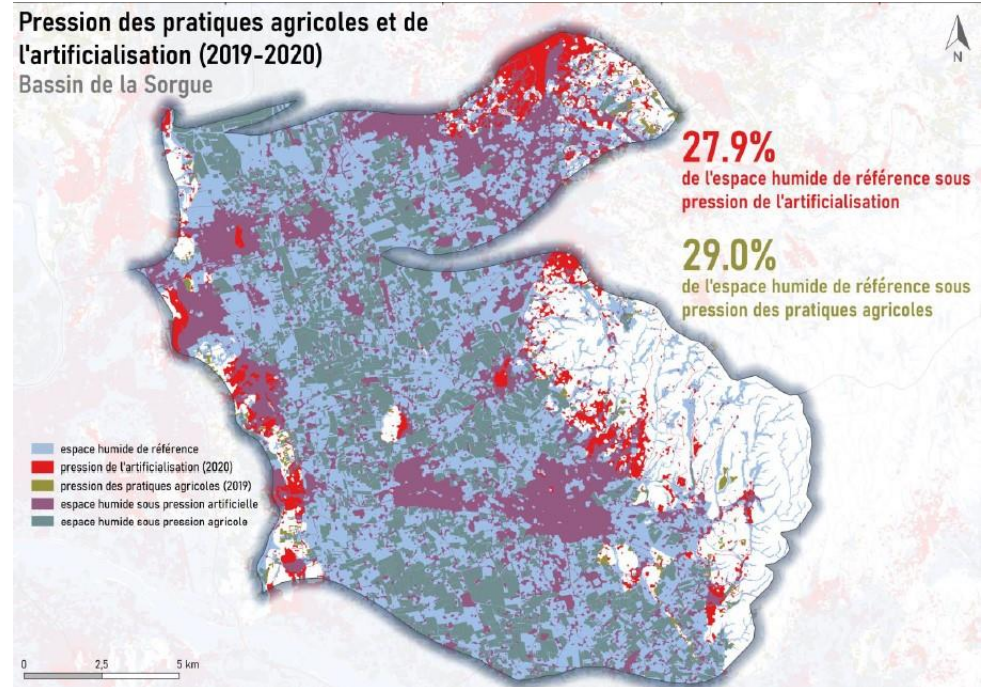 Pression des pratiques agricoles et de
l'artificialisation (2019-2020)
Bassin de la Sorgue
N
27.9%
de l'espace humide de référence sous
pression de l'artificialisation
29.0%
de l'espace humide de référence sous
pression des pratiques agricoles
espace humide de référence
pression de l'artificialisation (2020)
pression des pratiques agricoles (2019)
espace humide sous pression artificielle
espace humide sous pression agricole
0 2,5 5 km